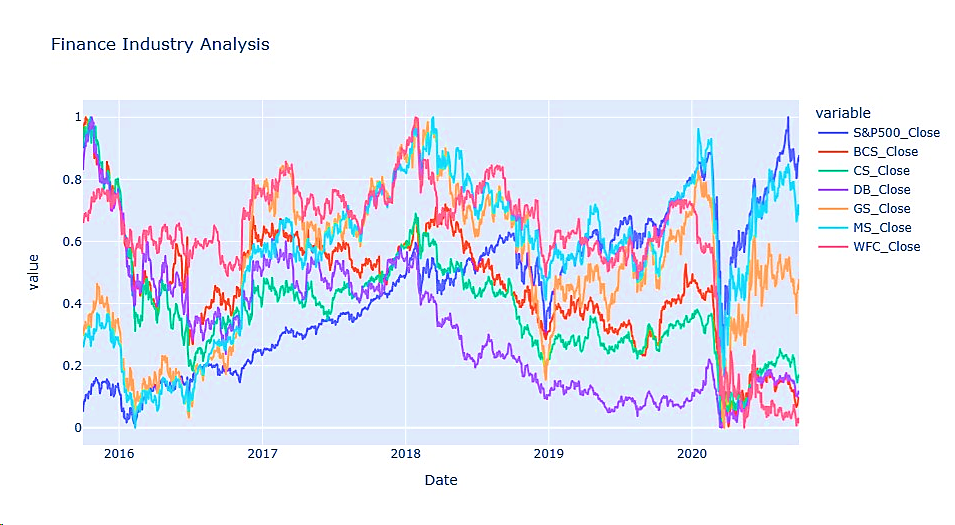 Finance Industry Analysis
variable
S&P500_Close
BCS_Close
CS_Close
DB_Close
GS_Close
MS_Close
WFC_Close
value
1
0.8
0.6
0.4
0.2
0
2016
2017
2018
2019
2020
Date